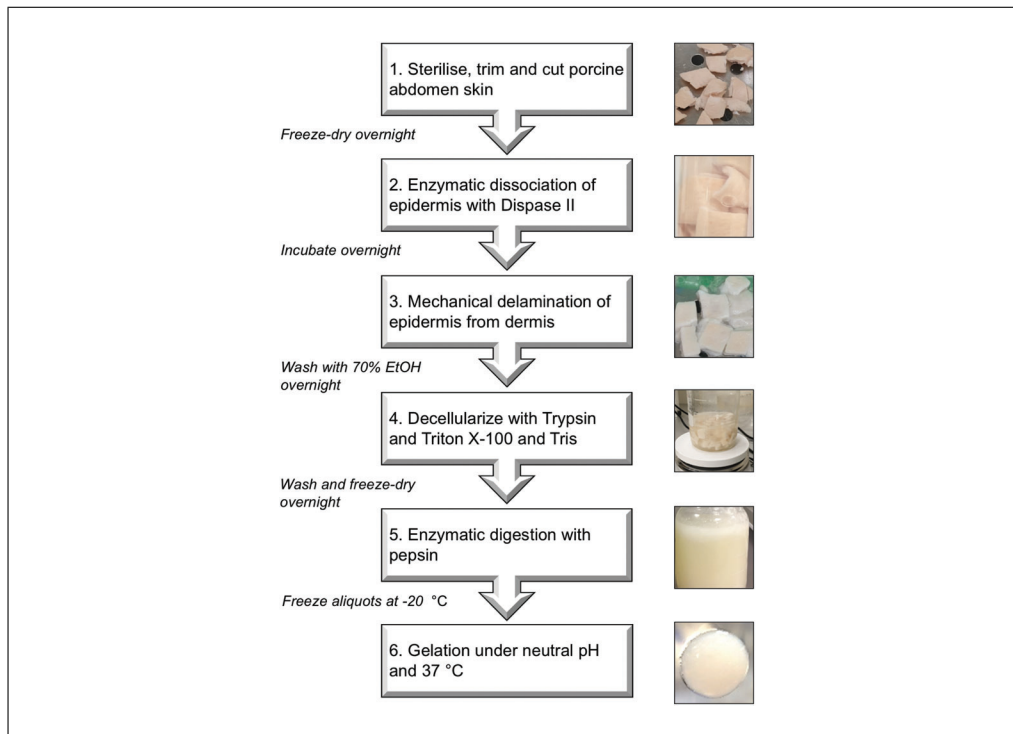 1. Sterilise, trim and cut porcine
abdomen skin
Freeze-dry overnight
2. Enzymatic dissociation of
epidermis with Dispase II
Incubate overnight
3. Mechanical delamination of
epidermis from dermis
Wash with 70% EtOH
overnight
4. Decellularize with Trypsin
and Triton X-100 and Tris
Wash and freeze-dry
overnight
5. Enzymatic digestion with
pepsin
Freeze aliquots at -20 °C
6. Gelation under neutral pH
and 37 °C